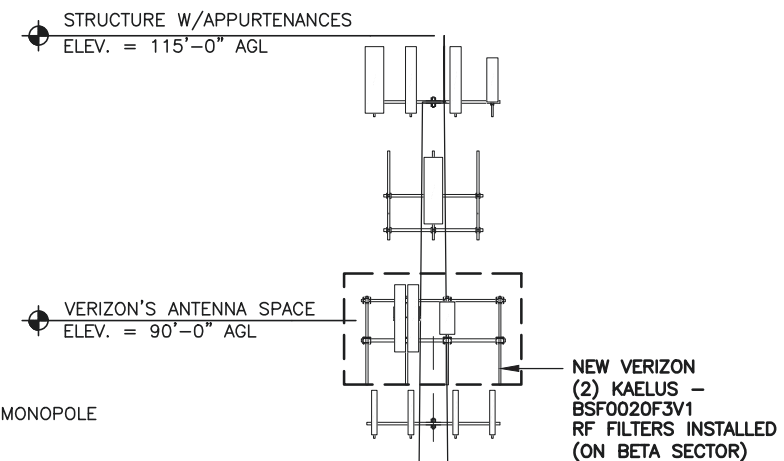 STRUCTURE W/APPURTENANCES
ELEV. = 115'-0" AGL
VERIZON'S ANTENNA SPACE
ELEV. = 90'-0" AGL
NEW VERIZON
(2) KAELUS -
BSF0020F3V1
RF FILTERS INSTALLED
(ON BETA SECTOR)
MONOPOLE